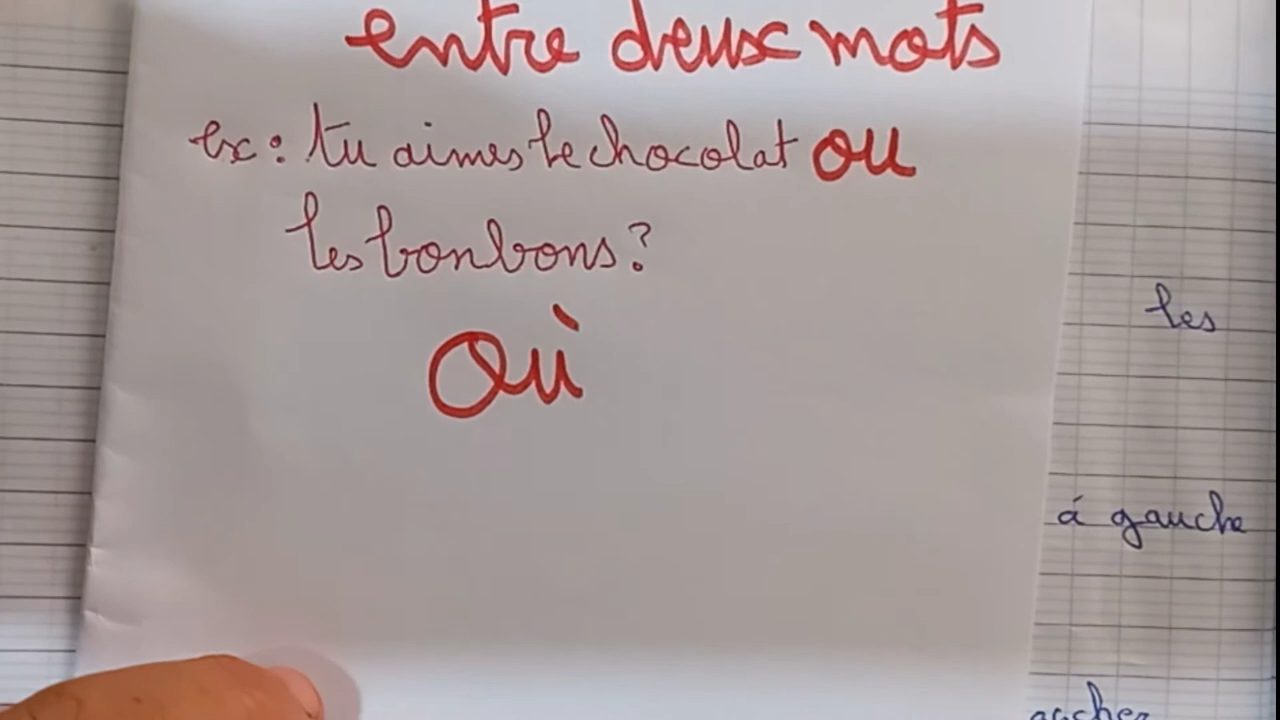 entre deux mots
ex : tu aimes le chocolat ou
les bonbons ?
où
les
á gauche